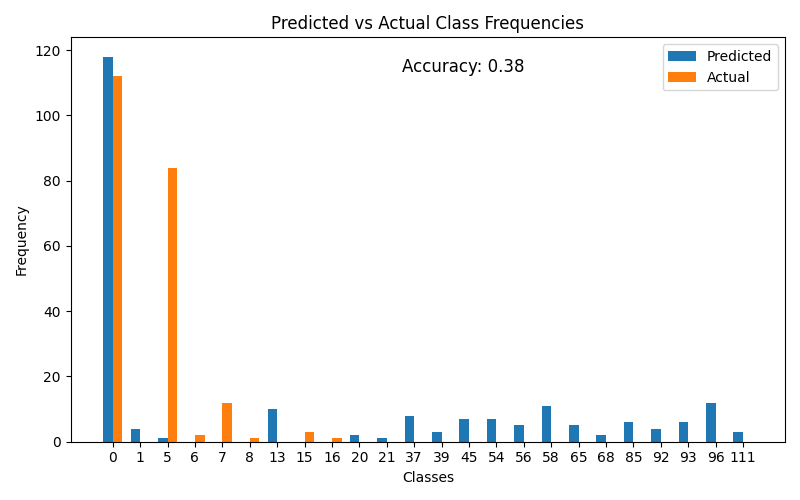 Predicted vs Actual Class Frequencies
Accuracy: 0.38
Predicted
Actual
120
100
80
60
40
20
0
Frequency
0 1 5 6 7 8 13 15 16 20 21 37 39 45 54 56 58 65 68 85 92 93 96 111
Classes